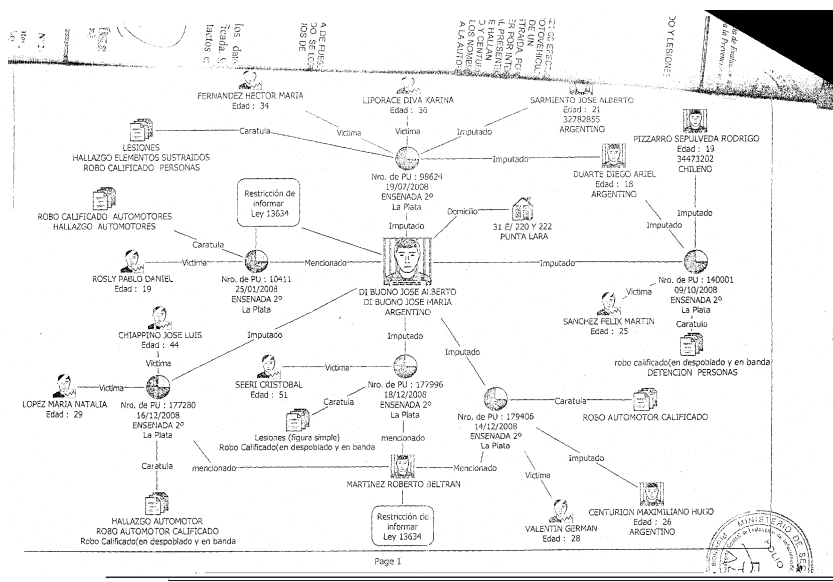 A DE FUEGO
DO Y LESIONES
FERNANDEZ HECTOR MARIA
Edad : 34
LIPORACE DIVA KARINA
Edad : 36
SARMIENTO JOSE ALBERTO
Edad : 21
32782855
ARGENTINO
PIZZARRO SEPULVEDA RODRIGO
Edad : 19
34473202
CHILENO
Caratula
Victima
Victima
Imputado
LESIONES
HALLAZGO ELEMENTOS SUSTRAIDOS
ROBO CALIFICADO PERSONAS
Imputado
Nro. de PU : 98624
19/07/2008
ENSENADA 2º
La Plata
DUARTE DIEGO ARIEL
Edad : 18
ARGENTINO
Restricción de
informar
Ley 13634
Imputado
Imputado
ROBO CALIFICADO AUTOMOTORES
HALLAZGO AUTOMOTORES
Domicilio
31 E/ 220 Y 222
PUNTA LARA
Imputado
Caratula
Victima
Mencionado
Imputado
ROSLY PABLO DANIEL
Edad : 19
Nro. de PU : 10411
25/01/2008
ENSENADA 2º
La Plata
DI BUONO JOSE ALBERTO
DI BUONO JOSE MARIA
ARGENTINO
Nro. de PU : 140001
09/10/2008
ENSENADA 2º
La Plata
Victima
SANCHEZ FELIX MARTIN
Edad : 25
Caratula
CHIAPPINO JOSE LUIS
Edad : 44
Imputado
Imputado
Imputado
robo calificado(en despoblado y en banda
DETENCION PERSONAS
Victima
Victima
SEERI CRISTOBAL
Edad : 51
Victima
Nro. de PU : 177996
18/12/2008
ENSENADA 2º
La Plata
LOPEZ MARIA NATALIA
Edad : 29
Nro. de PU : 177280
16/12/2008
ENSENADA 2º
La Plata
Caratula
Lesiones (figura simple)
Robo Calificado(en despoblado y en banda
Nro. de PU : 179406
14/12/2008
ENSENADA 2º
La Plata
Caratula
ROBO AUTOMOTOR CALIFICADO
mencionado
Caratula
mencionado
Mencionado
Imputado
Victima
MARTINEZ ROBERTO BELTRAN
HALLAZGO AUTOMOTOR
ROBO AUTOMOTOR CALIFICADO
Robo Calificado(en despoblado y en banda
Restricción de
informar
Ley 13634
VALENTIN GERMAN
Edad : 28
CENTURION MAXIMILIANO HUGO
Edad : 26
ARGENTINO
MINISTERIO DE SE
FOLIO
Page 1